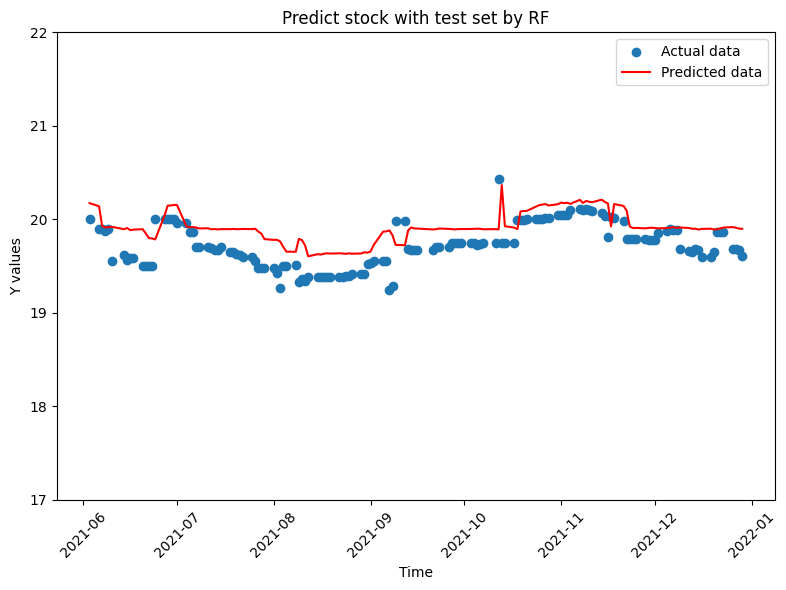 Predict stock with test set by RF
Actual data
Predicted data
Y values
22
21
20
19
18
17
2021-06
2021-07
2021-08
2021-09
2021-10
2021-11
2021-12
2022-01
Time